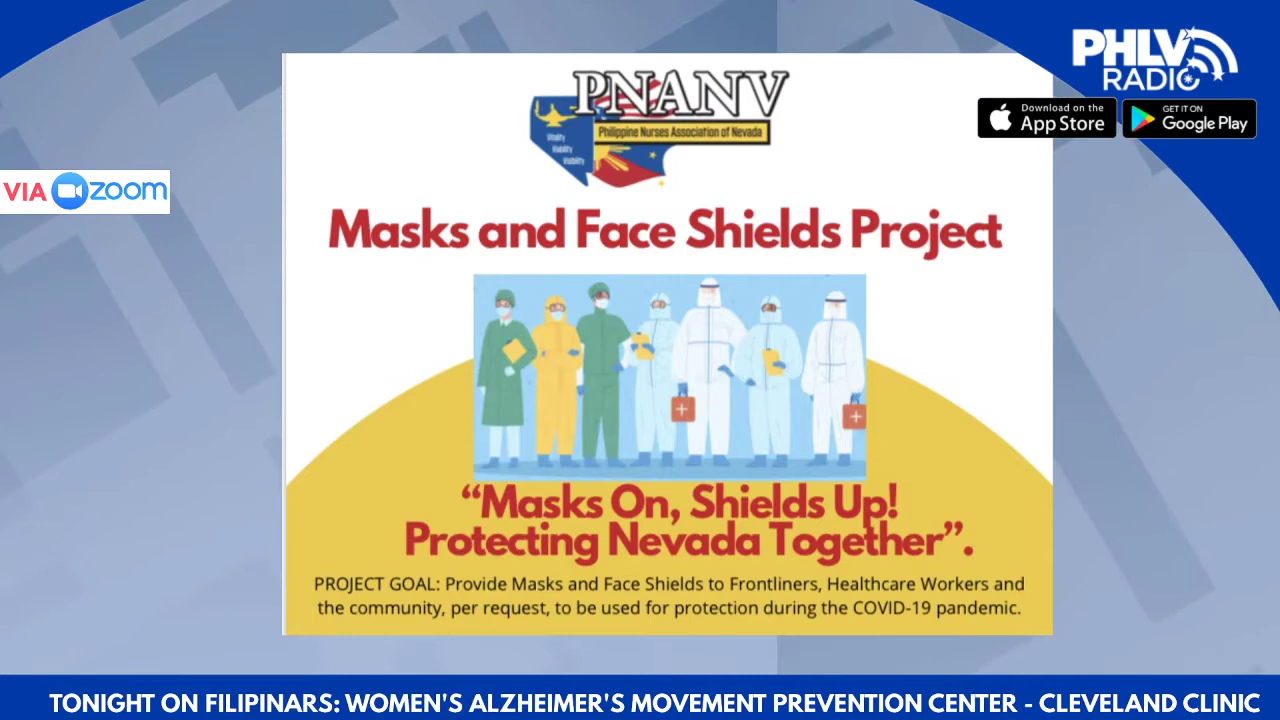 PHLV
RADIO
Download on the
App Store
GET IT ON
Google Play
VIA ZOOM
PNANV
Philippine Nurses Association of Nevada
Vitality
Viability
Visibility
Masks and Face Shields Project
“Masks On, Shields Up!
Protecting Nevada Together”.
PROJECT GOAL: Provide Masks and Face Shields to Frontliners, Healthcare Workers and
the community, per request, to be used for protection during the COVID-19 pandemic.
TONIGHT ON FILIPINARS: WOMEN'S ALZHEIMER'S MOVEMENT PREVENTION CENTER - CLEVELAND CLINIC